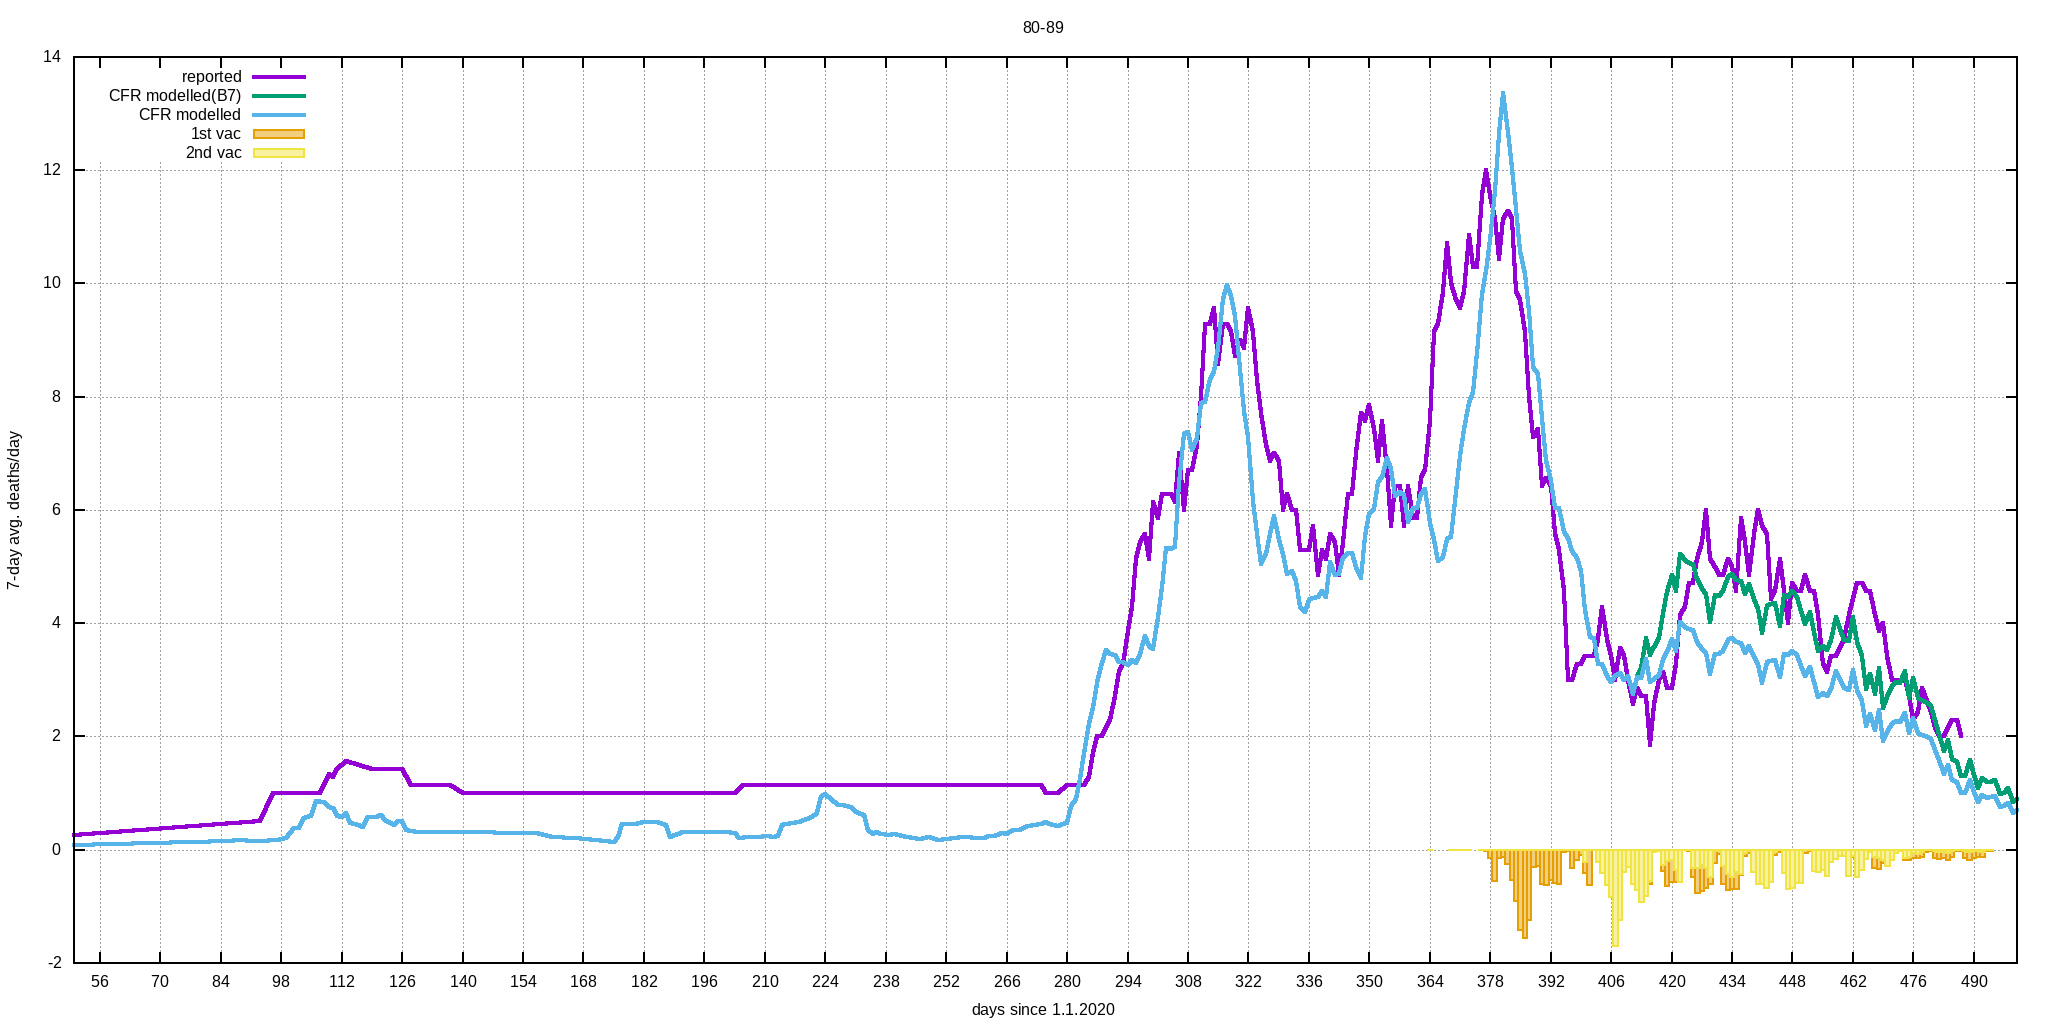 80-89
14
12
10
8
6
4
2
0
-2
7-day avg. deaths/day
reported
CFR modelled(B7)
CFR modelled
1st vac
2nd vac
56 70 84 98 112 126 140 154 168 182 196 210 224 238 252 266 280 294 308 322 336 350 364 378 392 406 420 434 448 462 476 490
days since 1.1.2020